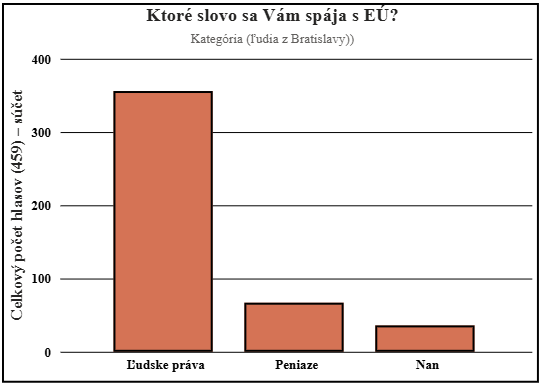 Ktoré slovo sa Vám spája s EÚ?
Kategória (ľudia z Bratislavy))
Celkový počet hlasov (459) – súčet
400
300
200
100
0
Ľudske práva
Peniaze
Nan